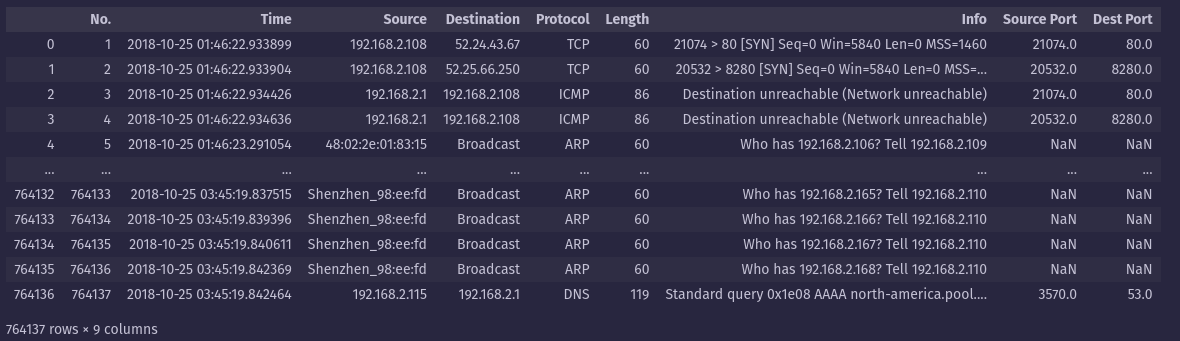 No. Time Source Destination Protocol Length Info Source Port Dest Port
0 1 2018-10-25 01:46:22.933899 192.168.2.108 52.24.43.67 TCP 60 21074 > 80 [SYN] Seq=0 Win=5840 Len=0 MSS=1460 21074.0 80.0
1 2 2018-10-25 01:46:22.933904 192.168.2.108 52.25.66.250 TCP 60 20532 > 8280 [SYN] Seq=0 Win=5840 Len=0 MSS=... 20532.0 8280.0
2 3 2018-10-25 01:46:22.934426 192.168.2.1 192.168.2.108 ICMP 86 Destination unreachable (Network unreachable) 21074.0 80.0
3 4 2018-10-25 01:46:22.934636 192.168.2.1 192.168.2.108 ICMP 86 Destination unreachable (Network unreachable) 20532.0 8280.0
4 5 2018-10-25 01:46:23.291054 48:02:2e:01:83:15 Broadcast ARP 60 Who has 192.168.2.106? Tell 192.168.2.109 NaN NaN
... ... ... ... ... ... ... ... ... ...
764132 764133 2018-10-25 03:45:19.837515 Shenzhen_98:ee:fd Broadcast ARP 60 Who has 192.168.2.165? Tell 192.168.2.110 NaN NaN
764133 764134 2018-10-25 03:45:19.839396 Shenzhen_98:ee:fd Broadcast ARP 60 Who has 192.168.2.166? Tell 192.168.2.110 NaN NaN
764134 764135 2018-10-25 03:45:19.840611 Shenzhen_98:ee:fd Broadcast ARP 60 Who has 192.168.2.167? Tell 192.168.2.110 NaN NaN
764135 764136 2018-10-25 03:45:19.842369 Shenzhen_98:ee:fd Broadcast ARP 60 Who has 192.168.2.168? Tell 192.168.2.110 NaN NaN
764136 764137 2018-10-25 03:45:19.842464 192.168.2.115 192.168.2.1 DNS 119 Standard query 0x1e08 AAAA north-america.pool.... 3570.0 53.0
764137 rows × 9 columns